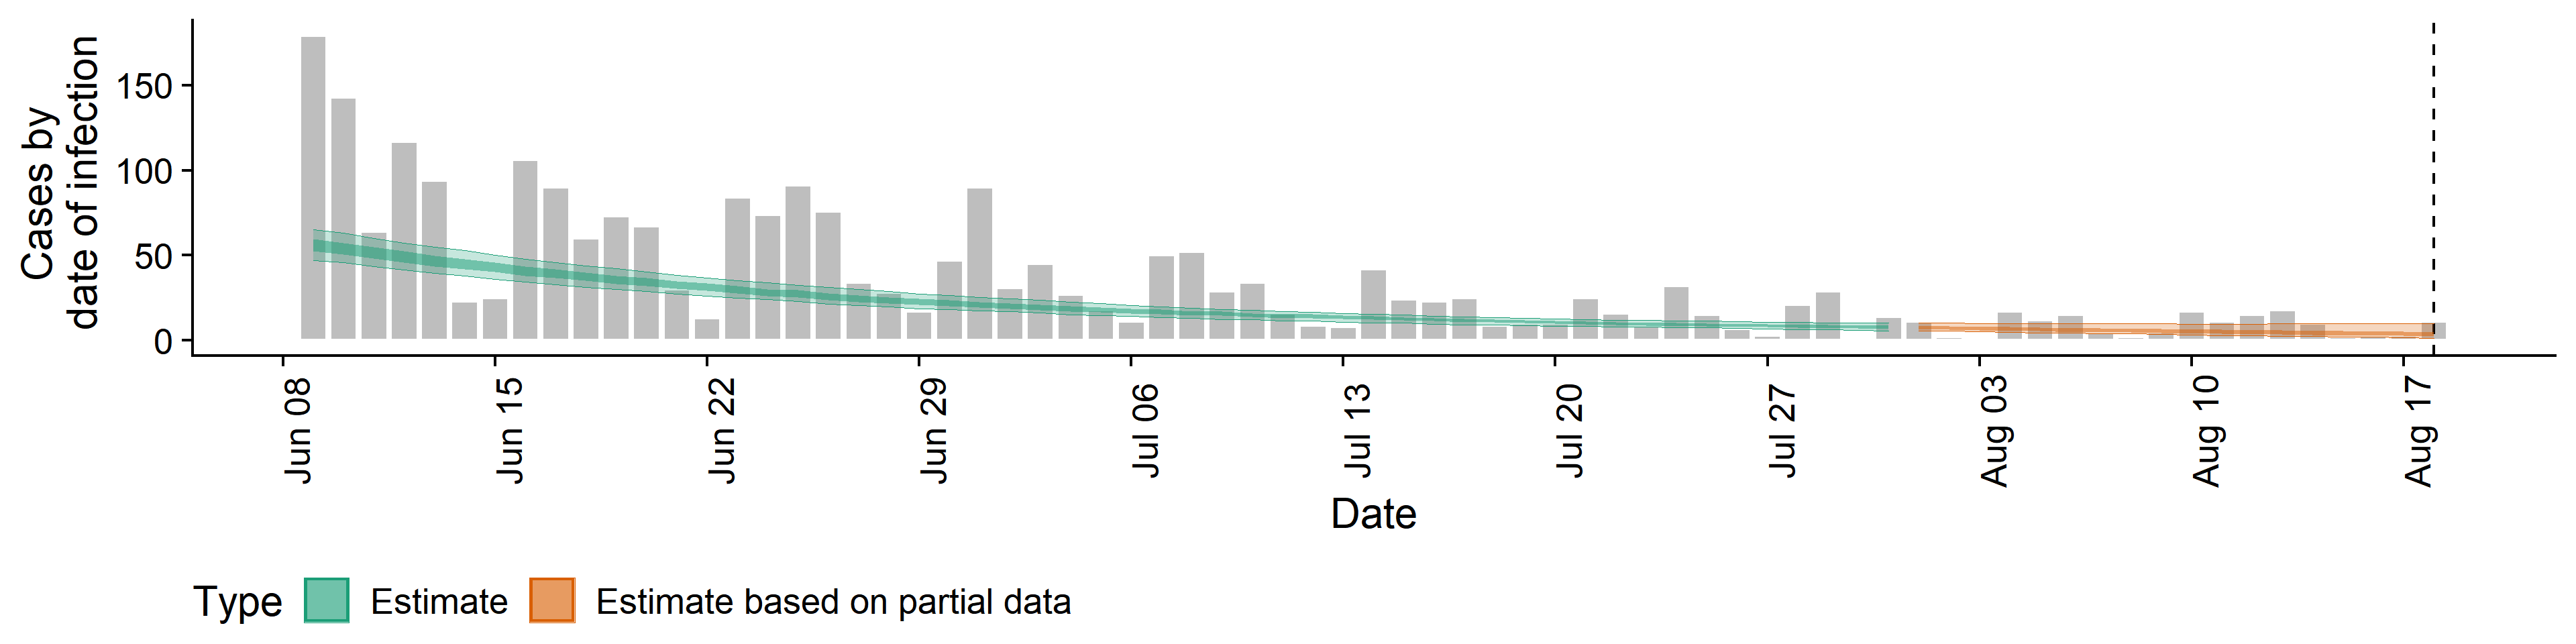 Cases by
date of infection
150
100
50
0
Jun 08
Jun 15
Jun 22
Jun 29
Jul 06
Jul 13
Jul 20
Jul 27
Aug 03
Aug 10
Aug 17
Date
Type
Estimate
Estimate based on partial data